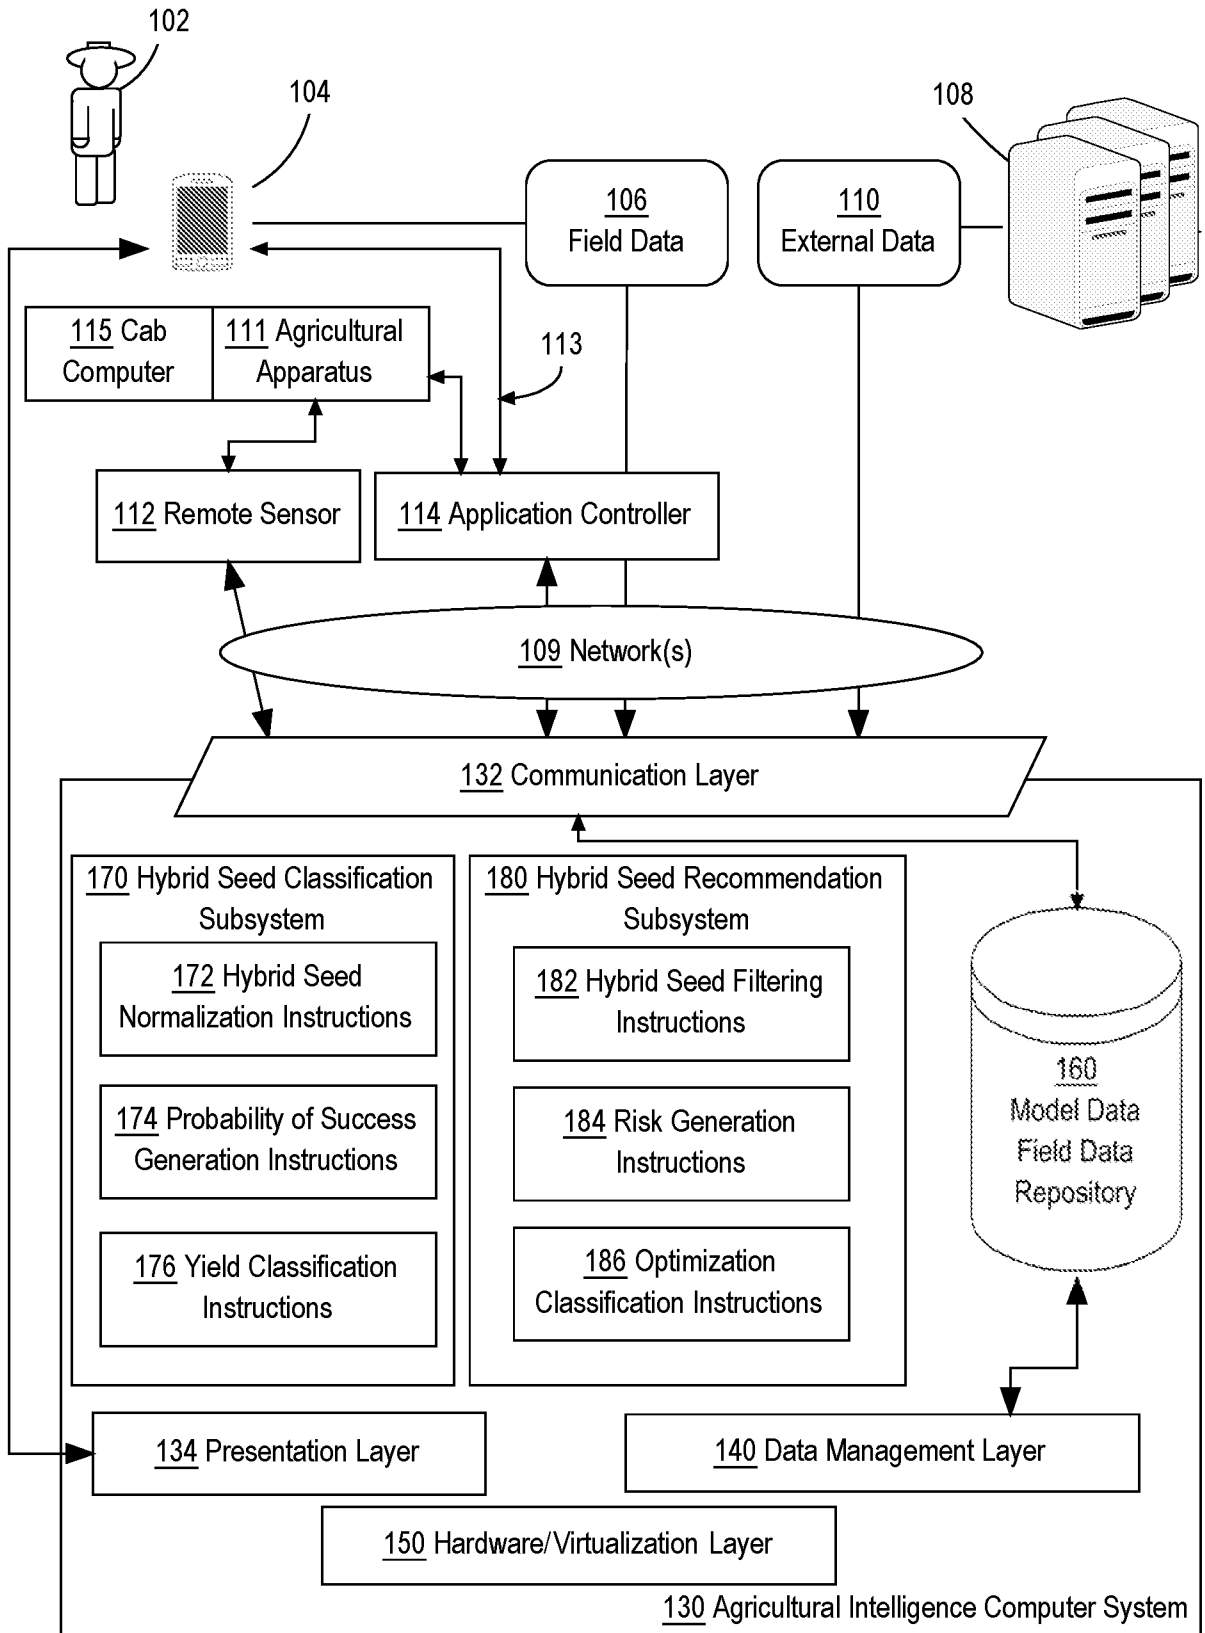 102
104
108
106
Field Data
110
External Data
115 Cab
Computer
111 Agricultural
Apparatus
113
112 Remote Sensor
114 Application Controller
109 Network(s)
132 Communication Layer
170 Hybrid Seed Classification
Subsystem
172 Hybrid Seed
Normalization Instructions
174 Probability of Success
Generation Instructions
176 Yield Classification
Instructions
180 Hybrid Seed Recommendation
Subsystem
182 Hybrid Seed Filtering
Instructions
184 Risk Generation
Instructions
186 Optimization
Classification Instructions
160
Model Data
Field Data
Repository
134 Presentation Layer
140 Data Management Layer
150 Hardware/Virtualization Layer
130 Agricultural Intelligence Computer System